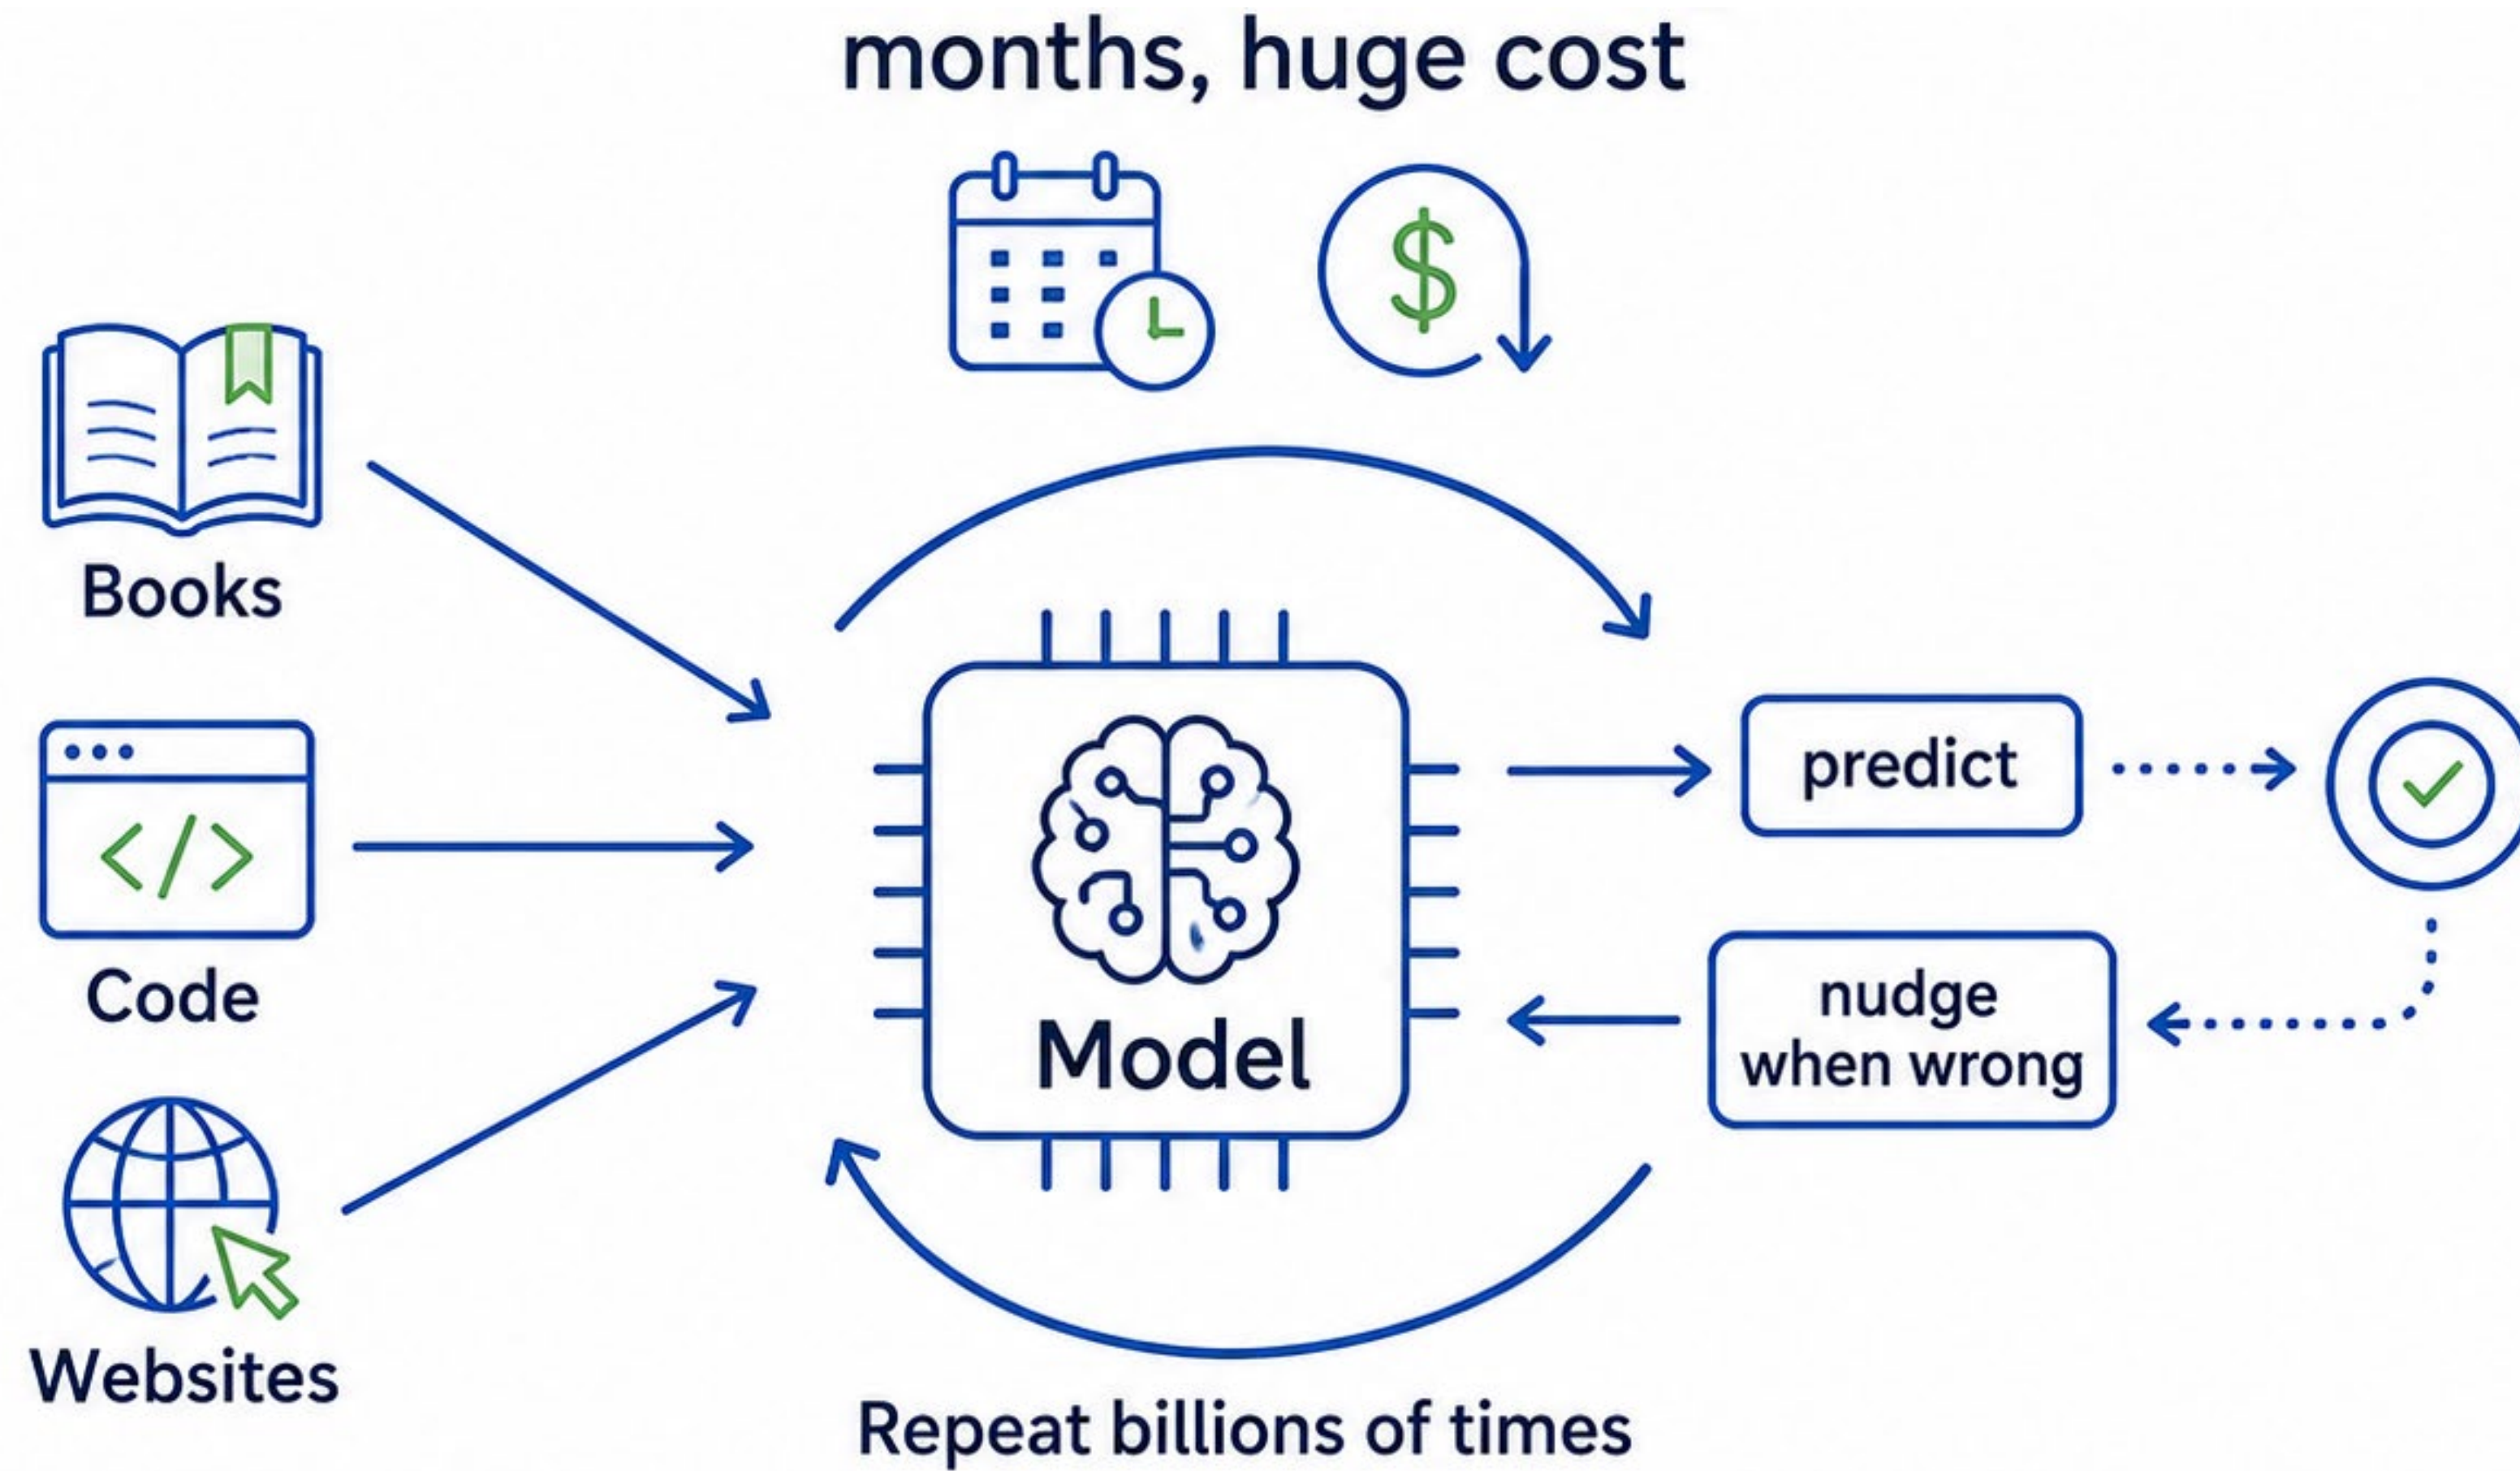 months, huge cost
$
Books
</>
Code
Websites
Model
predict
nudge
when wrong
Repeat billions of times